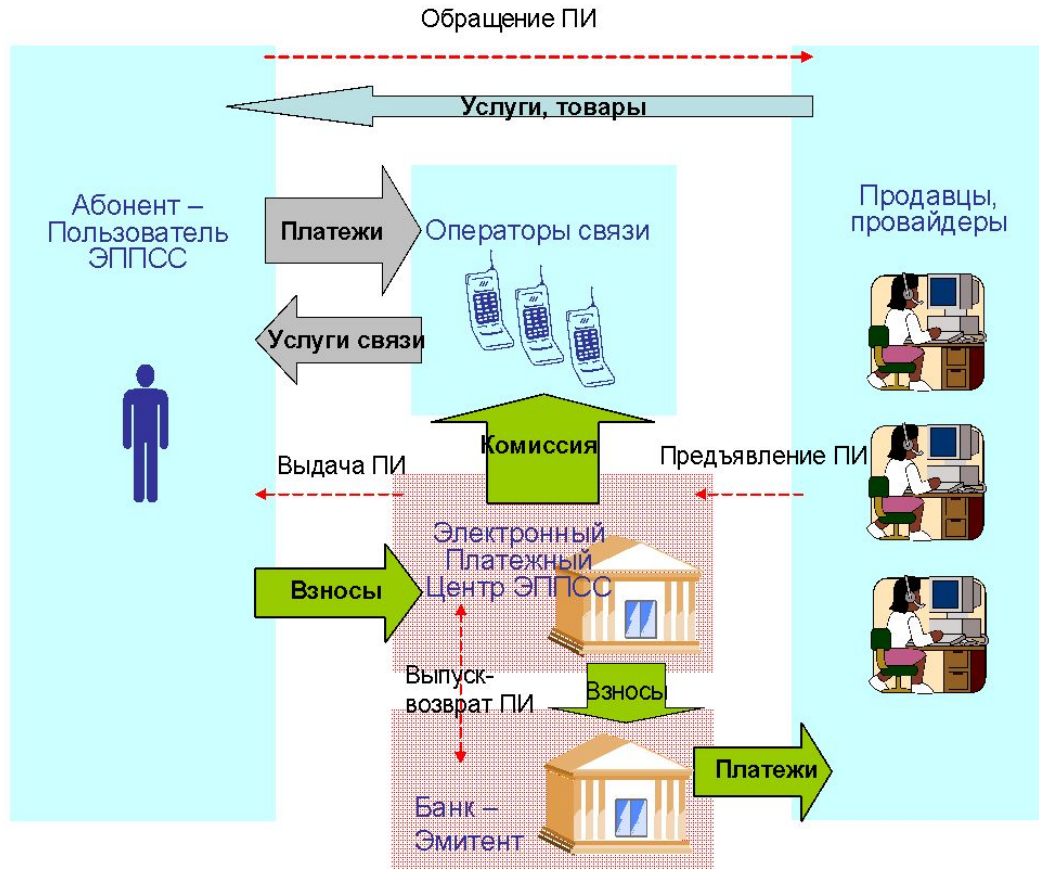 Обращение ПИ
Услуги, товары
Абонент –
Пользователь
ЭППСС
Платежи
Операторы связи
Продавцы,
провайдеры
Услуги связи
Комиссия
Выдача ПИ
Предъявление ПИ
Электронный
Платежный
Центр ЭППСС
Взносы
Выпуск-
возврат ПИ
Взносы
Платежи
Банк –
Эмитент